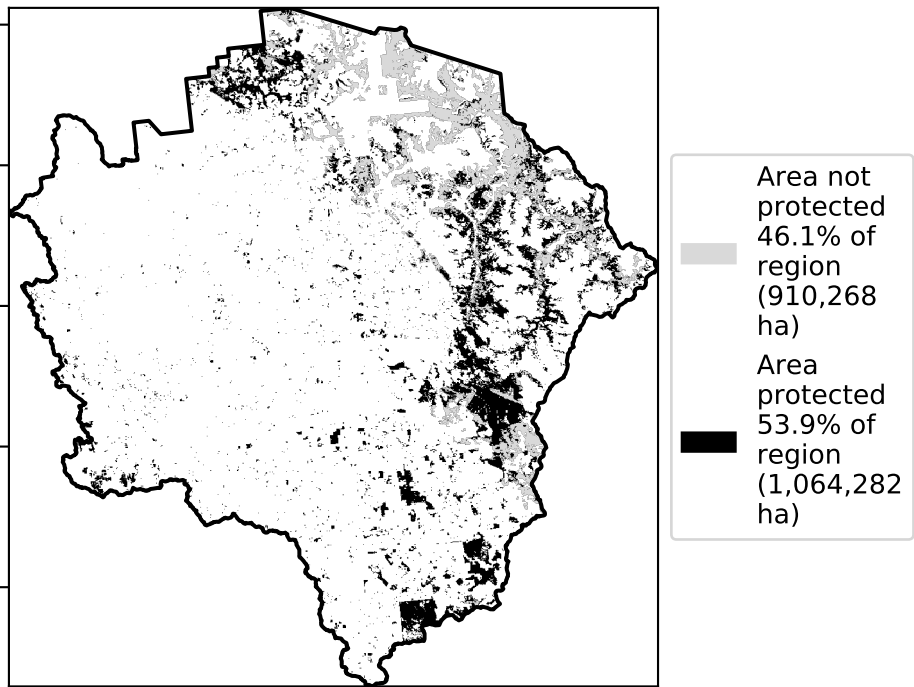 Area not
protected
46.1% of
region
(910,268
ha)
Area
protected
53.9% of
region
(1,064,282
ha)